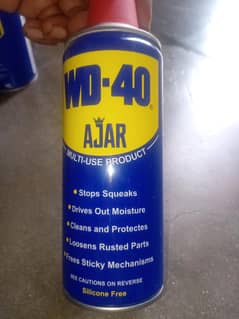 WD-40®
AJAR
MULTI-USE PRODUCT
• Stops Squeaks
• Drives Out Moisture
• Cleans and Protectes
• Loosens Rusted Parts
• Frees Sticky Mechanisms
SEE CAUTIONS ON REVERSE
Silicone Free